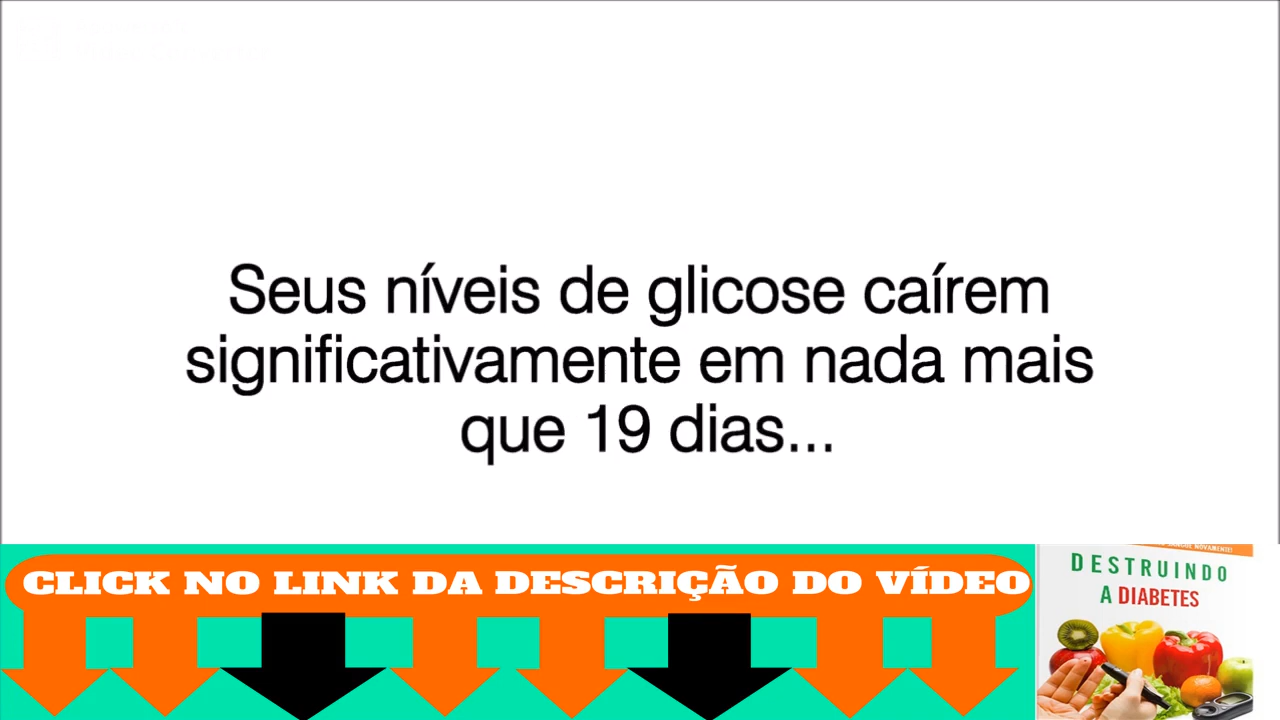 Seus níveis de glicose caírem
significativamente em nada mais
que 19 dias...
CLICK NO LINK DA DESCRIÇÃO DO VÍDEO
NOVAMENTE!
DESTRUINDO
A DIABETES